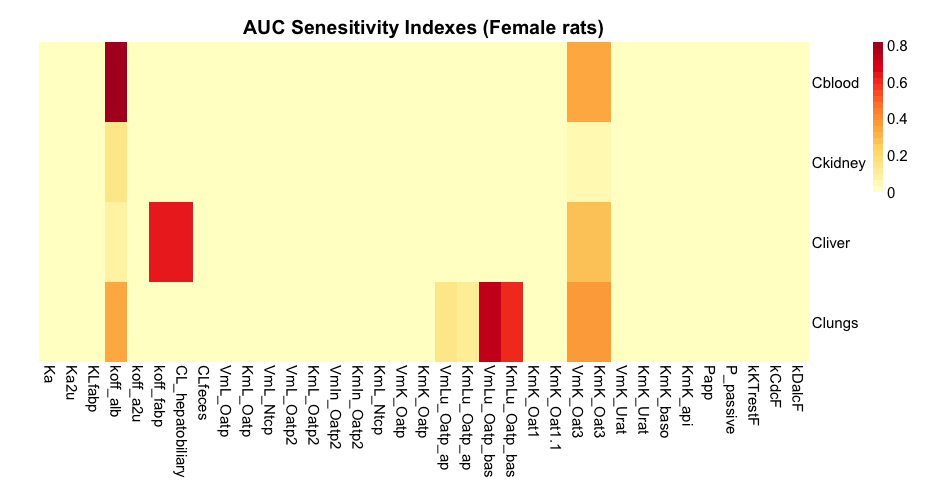 AUC Senesitivity Indexes (Female rats)
0.8
0.6
0.4
0.2
0
Cblood
Ckidney
Cliver
Clungs
Ka
Ka2u
KLfabp
koff_alb
koff_a2u
koff_fabp
CL_hepatobiliary
CLfeces
VmL_Oatp
KmL_Oatp
VmL_Ntcp
VmL_Oatp2
KmL_Oatp2
VmIn_Oatp2
KmIn_Oatp2
KmL_Ntcp
VmK_Oatp
KmK_Oatp
VmLu_Oatp_ap
KmLu_Oatp_ap
VmLu_Oatp_bas
KmLu_Oatp_bas
KmK_Oat1
KmK_Oat1.1
VmK_Oat3
KmK_Oat3
VmK_Urat
KmK_Urat
KmK_baso
KmK_api
Papp
P_passive
kKTrestF
kCdcF
kDalcF